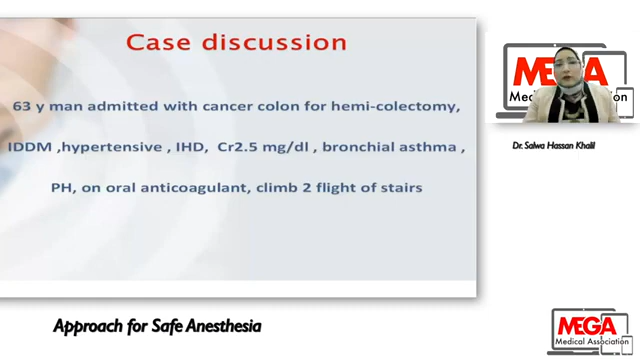 Case discussion
63 y man admitted with cancer colon for hemi-colectomy,
IDDM ,hypertensive , IHD, Cr2.5 mg/dl , bronchial asthma ,
PH, on oral anticoagulant, climb 2 flight of stairs
MEGA
Dr. Salwa Hassan Khalil
Approach for Safe Anesthesia
MEGA
Medical Association